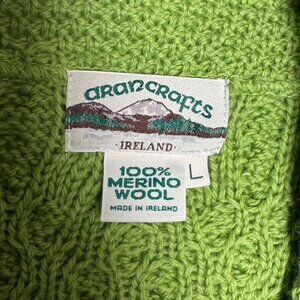 arancrafts
· IRELAND ·
100%
MERINO
WOOL
MADE IN IRELAND
L